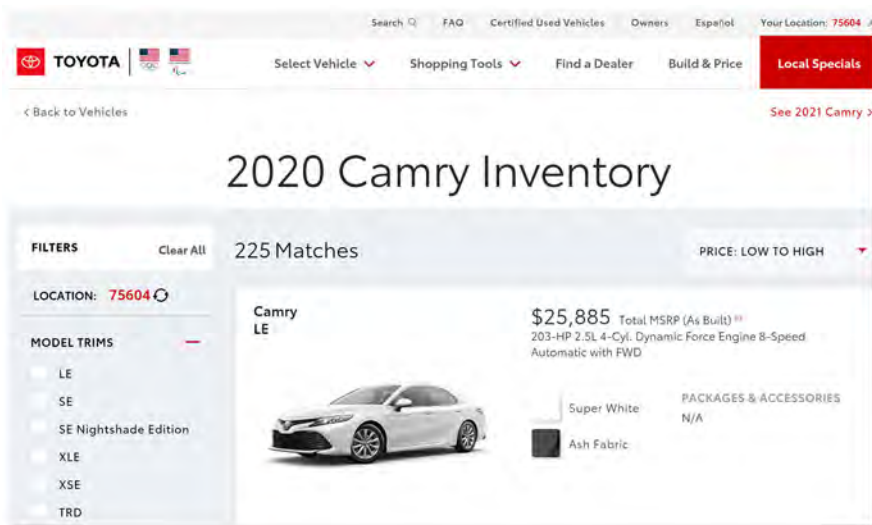 Search FAQ Certified Used Vehicles Owners Español Your Location: 75604
TOYOTA Select Vehicle Shopping Tools Find a Dealer Build & Price Local Specials
< Back to Vehicles See 2021 Camry >
2020 Camry Inventory
FILTERS Clear All
225 Matches
PRICE: LOW TO HIGH
LOCATION: 75604
MODEL TRIMS
LE
SE
SE Nightshade Edition
XLE
XSE
TRD
Camry
LE
$25,885 Total MSRP (As Built)
203-HP 2.5L 4-Cyl. Dynamic Force Engine 8-Speed
Automatic with FWD
Super White
Ash Fabric
PACKAGES & ACCESSORIES
N/A